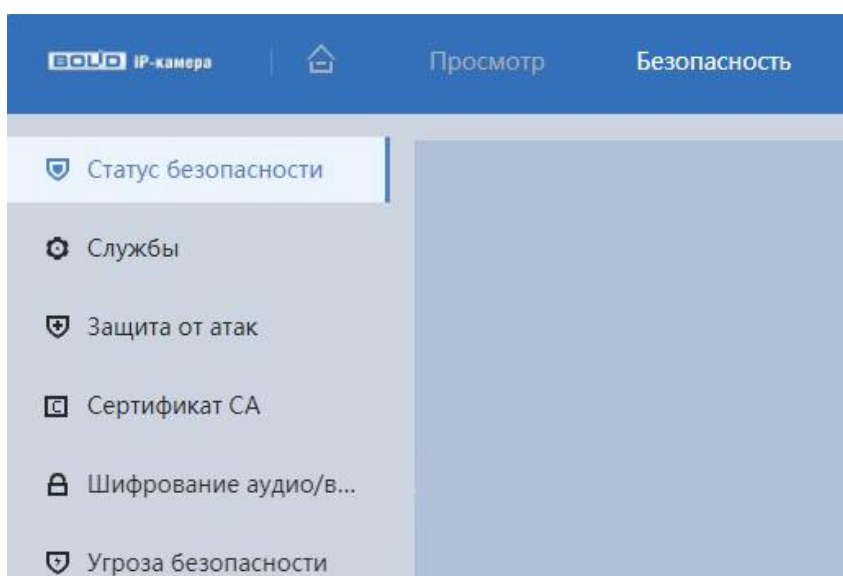 BOLID IP-камера
Просмотр
Безопасность
Статус безопасности
Службы
Защита от атак
Сертификат CA
Шифрование аудио/в...
Угроза безопасности